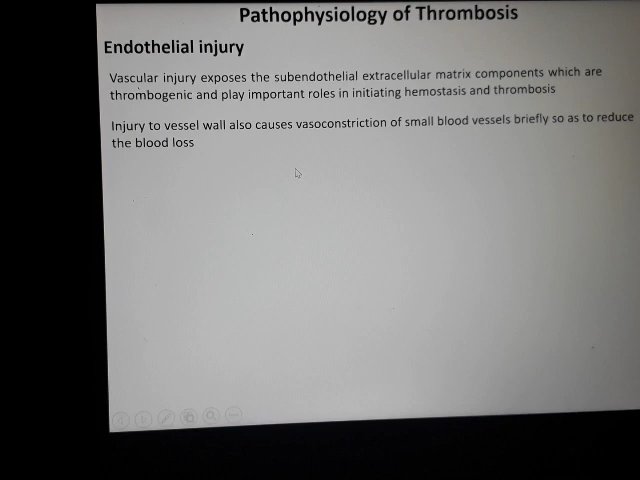 Pathophysiology of Thrombosis
Endothelial injury
Vascular injury exposes the subendothelial extracellular matrix components which are
thrombogenic and play important roles in initiating hemostasis and thrombosis
Injury to vessel wall also causes vasoconstriction of small blood vessels briefly so as to reduce
the blood loss